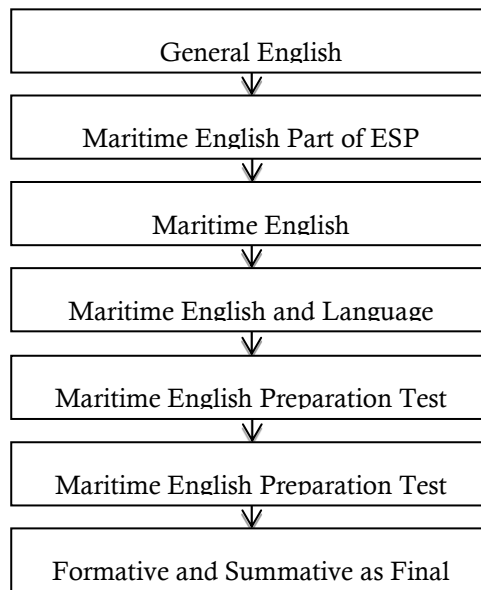 General English
Maritime English Part of ESP
Maritime English
Maritime English and Language
Maritime English Preparation Test
Maritime English Preparation Test
Formative and Summative as Final